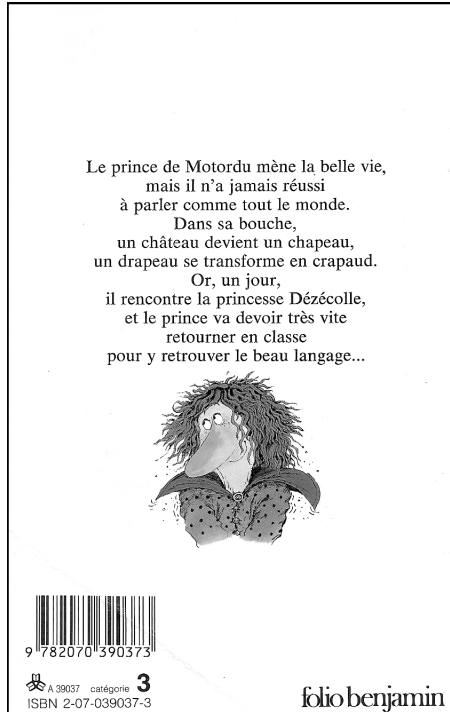 Le prince de Motordu mène la belle vie,
mais il n'a jamais réussi
à parler comme tout le monde.
Dans sa bouche,
un château devient un chapeau,
un drapeau se transforme en crapaud.
Or, un jour,
il rencontre la princesse Dézécolle,
et le prince va devoir très vite
retourner en classe
pour y retrouver le beau langage...
9 782070 390373
A 39037 catégorie 3
ISBN 2-07-039037-3
folio benjamin